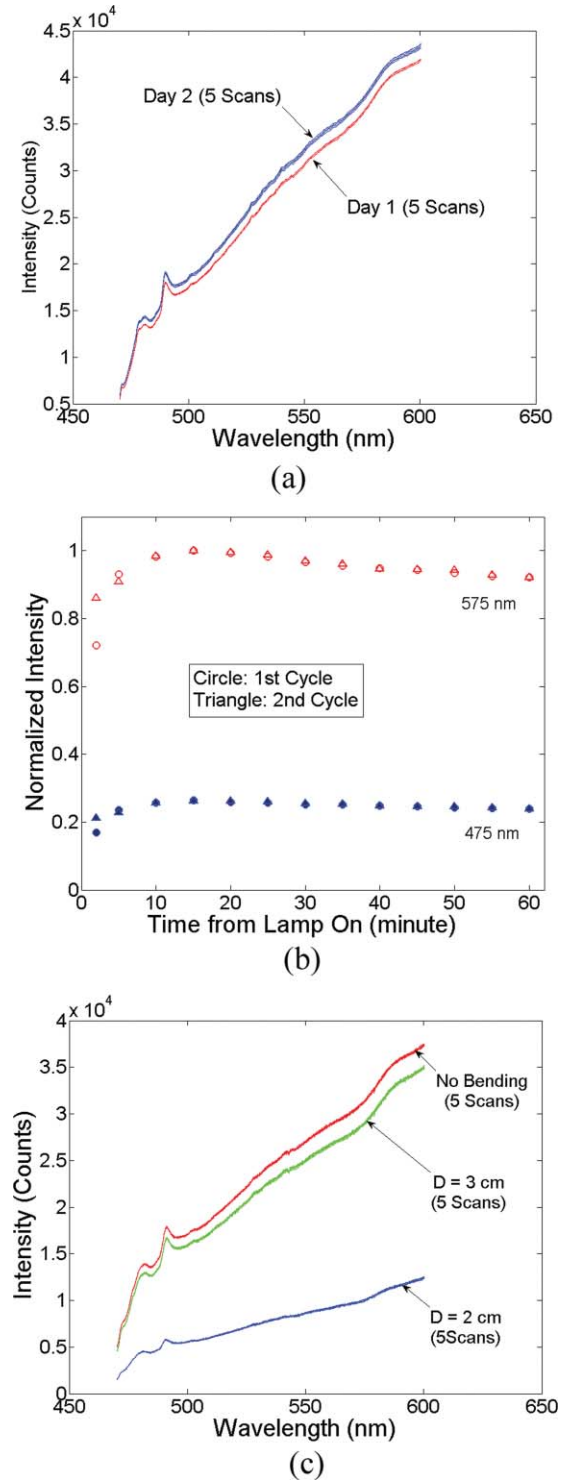 x 10^4
4.5
4
3.5
3
2.5
2
1.5
1
0.5
450 500 550 600 650
Intensity (Counts)
Wavelength (nm)
Day 2 (5 Scans)
Day 1 (5 Scans)
(a)
1
0.8
0.6
0.4
0.2
0
0 10 20 30 40 50 60
Normalized Intensity
Time from Lamp On (minute)
575 nm
Circle: 1st Cycle
Triangle: 2nd Cycle
475 nm
(b)
x 10^4
4
3.5
3
2.5
2
1.5
1
0.5
0
450 500 550 600 650
Intensity (Counts)
Wavelength (nm)
No Bending
(5 Scans)
D = 3 cm
(5 Scans)
D = 2 cm
(5Scans)
(c)